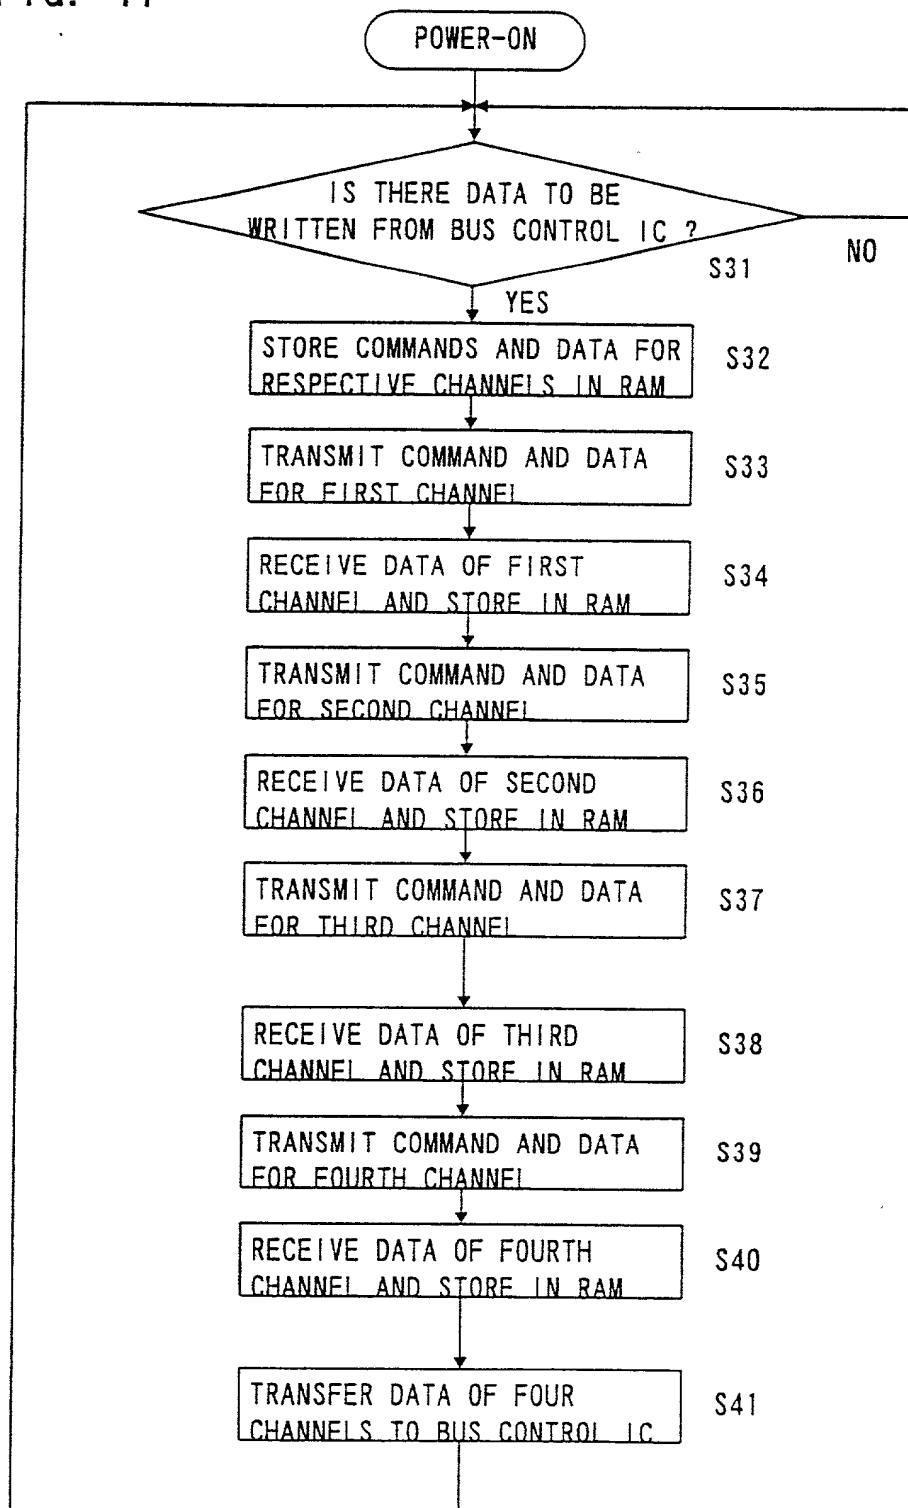 POWER-ON
IS THERE DATA TO BE
WRITTEN FROM BUS CONTROL IC ?
NO
S31
YES
STORE COMMANDS AND DATA FOR
RESPECTIVE CHANNELS IN RAM
S32
TRANSMIT COMMAND AND DATA
FOR FIRST CHANNEL
S33
RECEIVE DATA OF FIRST
CHANNEL AND STORE IN RAM
S34
TRANSMIT COMMAND AND DATA
FOR SECOND CHANNEL
S35
RECEIVE DATA OF SECOND
CHANNEL AND STORE IN RAM
S36
TRANSMIT COMMAND AND DATA
FOR THIRD CHANNEL
S37
RECEIVE DATA OF THIRD
CHANNEL AND STORE IN RAM
S38
TRANSMIT COMMAND AND DATA
FOR FOURTH CHANNEL
S39
RECEIVE DATA OF FOURTH
CHANNEL AND STORE IN RAM
S40
TRANSFER DATA OF FOUR
CHANNELS TO BUS CONTROL IC
S41